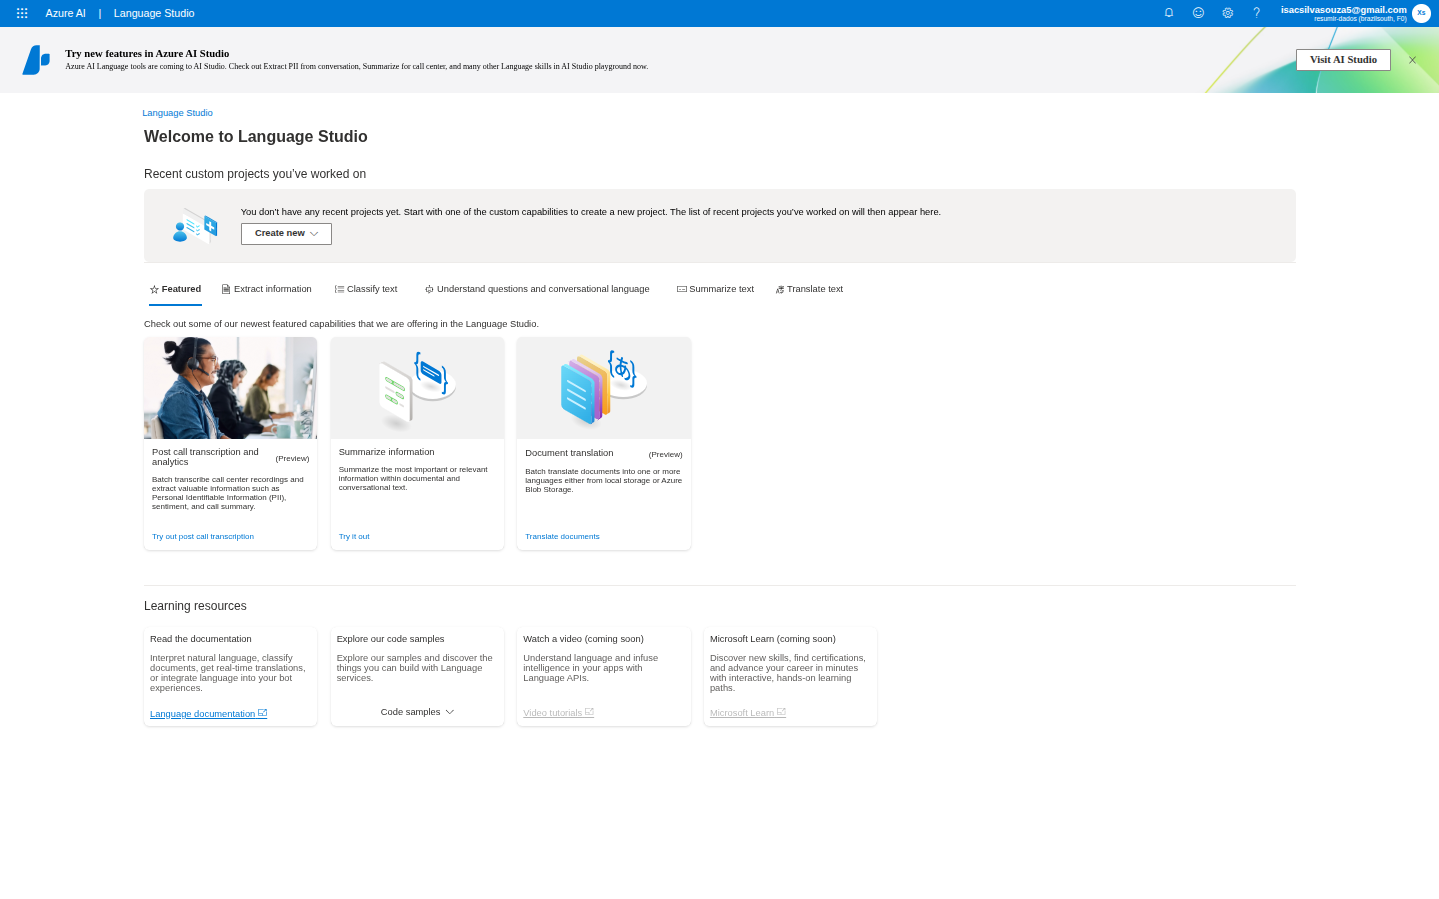 Azure AI | Language Studio
isacsilvasouza5@gmail.com
resumir-dados (brazilsouth, F0)
Xs
Try new features in Azure AI Studio
Azure AI Language tools are coming to AI Studio. Check out Extract PII from conversation, Summarize for call center, and many other Language skills in AI Studio playground now.
Visit AI Studio
Language Studio
Welcome to Language Studio
Recent custom projects you've worked on
You don't have any recent projects yet. Start with one of the custom capabilities to create a new project. The list of recent projects you've worked on will then appear here.
Create new
Featured
Extract information
Classify text
Understand questions and conversational language
Summarize text
Translate text
Check out some of our newest featured capabilities that we are offering in the Language Studio.
Post call transcription and
analytics
(Preview)
Batch transcribe call center recordings and
extract valuable information such as
Personal Identifiable Information (PII),
sentiment, and call summary.
Try out post call transcription
Summarize information
Summarize the most important or relevant
information within documental and
conversational text.
Try it out
{あ}
Document translation
(Preview)
Batch translate documents into one or more
languages either from local storage or Azure
Blob Storage.
Translate documents
Learning resources
Read the documentation
Interpret natural language, classify
documents, get real-time translations,
or integrate language into your bot
experiences.
Language documentation
Explore our code samples
Explore our samples and discover the
things you can build with Language
services.
Code samples
Watch a video (coming soon)
Understand language and infuse
intelligence in your apps with
Language APIs.
Video tutorials
Microsoft Learn (coming soon)
Discover new skills, find certifications,
and advance your career in minutes
with interactive, hands-on learning
paths.
Microsoft Learn